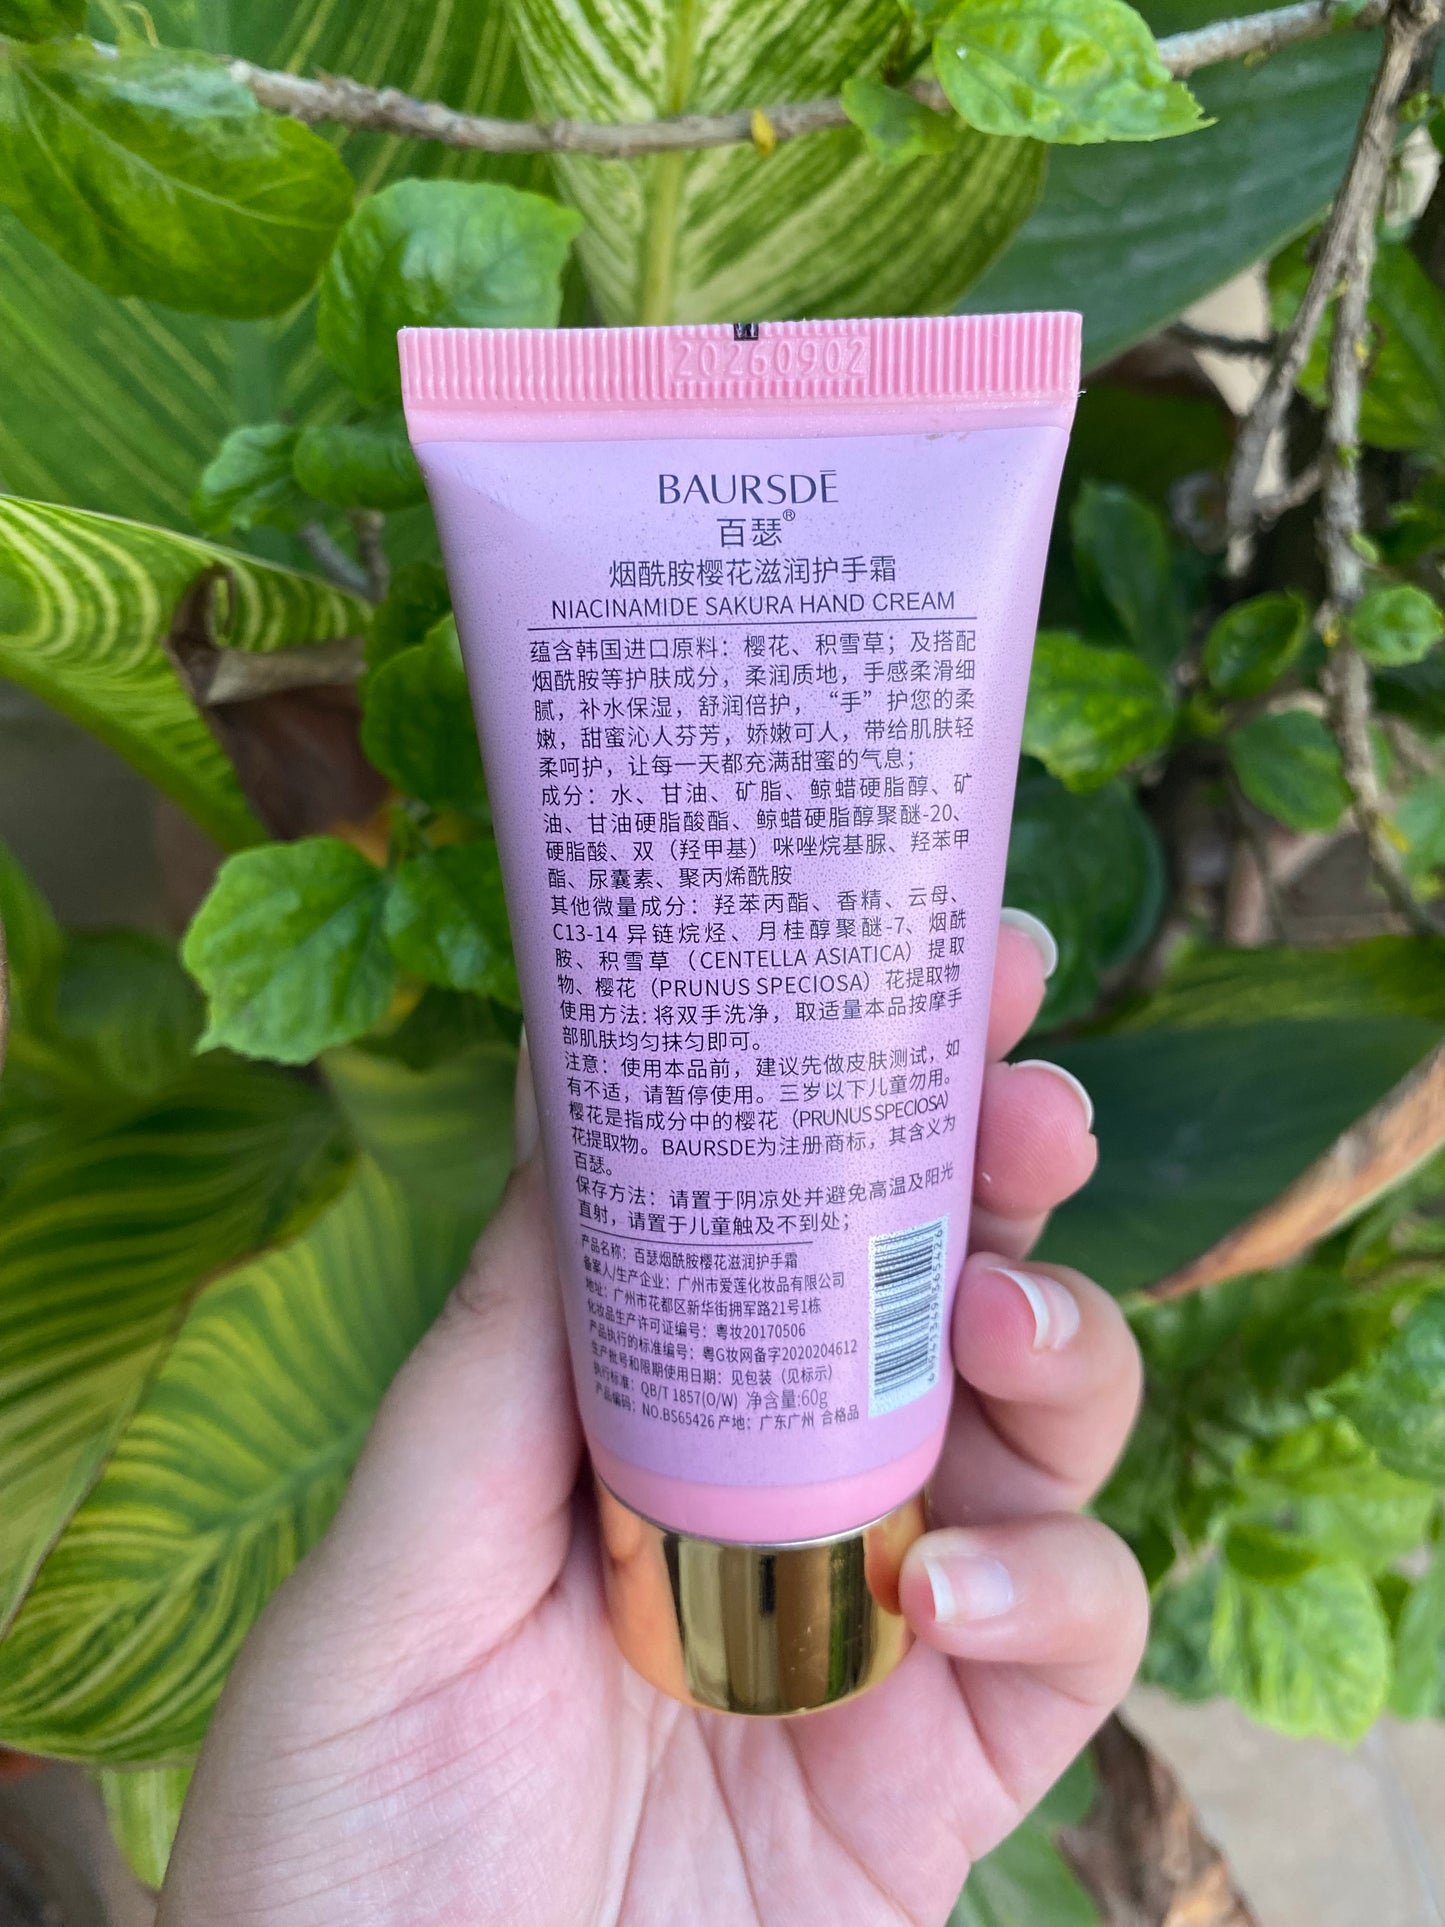 20260902
BAURSDĒ
百瑟®
烟酰胺樱花滋润护手霜
NIACINAMIDE SAKURA HAND CREAM
蕴含韩国进口原料：樱花、积雪草；及搭配
烟酰胺等护肤成分，柔润质地，手感柔滑细
腻，补水保湿，舒润倍护，“手”护您的柔
嫩，甜蜜沁人芬芳，娇嫩可人，带给肌肤轻
柔呵护，让每一天都充满甜蜜的气息；
成分：水、甘油、矿脂、鲸蜡硬脂醇、矿
油、甘油硬脂酸酯、鲸蜡硬脂醇聚醚-20、
硬脂酸、双（羟甲基）咪唑烷基脲、羟苯甲
酯、尿囊素、聚丙烯酰胺
其他微量成分：羟苯丙酯、香精、云母、
C13-14 异链烷烃、月桂醇聚醚-7、烟酰
胺、积雪草（CENTELLA ASIATICA）提取
物、樱花（PRUNUS SPECIOSA）花提取物
使用方法：将双手洗净，取适量本品按摩手
部肌肤均匀抹匀即可。
注意：使用本品前，建议先做皮肤测试，如
有不适，请暂停使用。三岁以下儿童勿用。
樱花是指成分中的樱花（PRUNUS SPECIOSA）
花提取物。BAURSDE为注册商标，其含义为
百瑟。
保存方法：请置于阴凉处并避免高温及阳光
直射，请置于儿童触及不到处；
产品名称：百瑟烟酰胺樱花滋润护手霜
备案人/生产企业：广州市爱莲化妆品有限公司
地址：广州市花都区新华街拥军路21号1栋
化妆品生产许可证编号：粤妆20170506
产品执行的标准编号：粤G妆网备字2020204612
生产批号和限期使用日期：见包装（见标示）
执行标准：QB/T 1857(O/W) 净含量:60g
产品编码：NO.BS65426 产地：广东广州 合格品